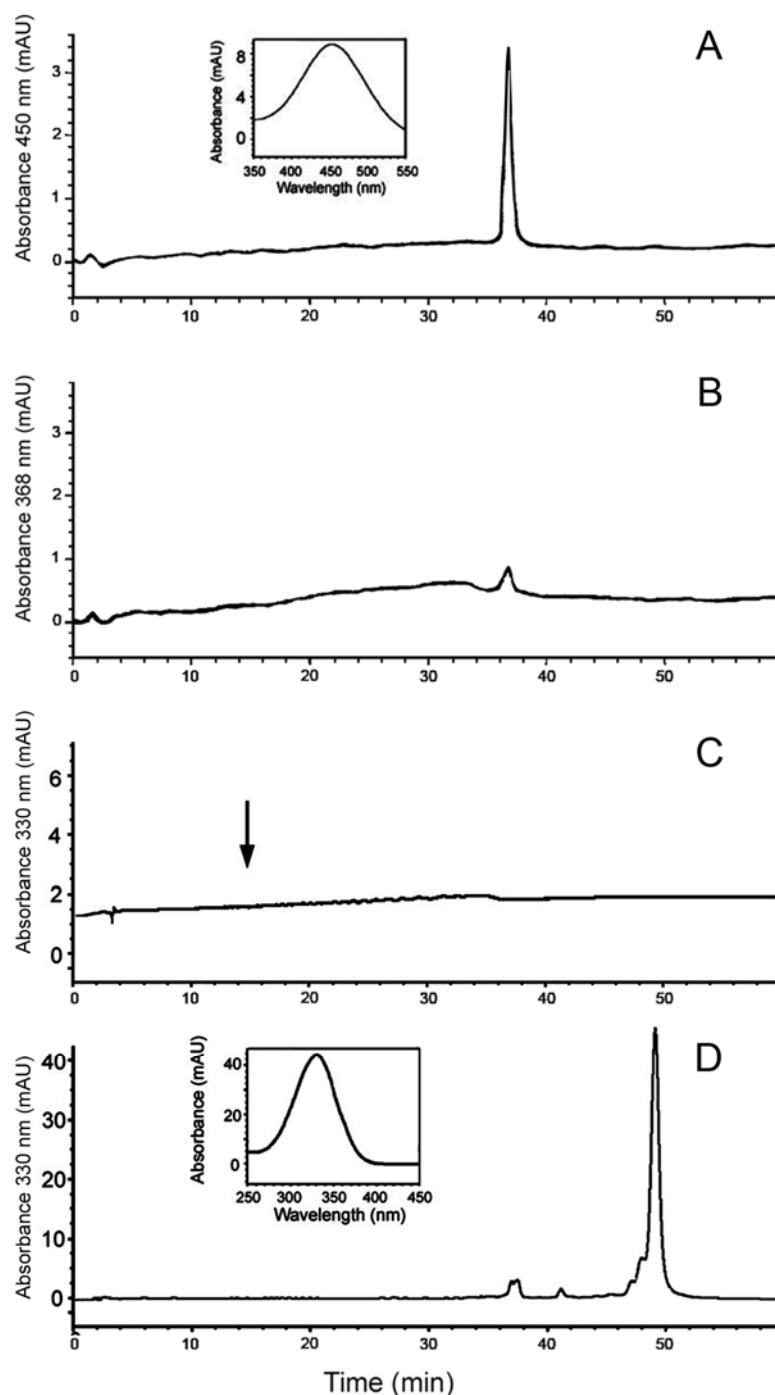 A
Absorbance 450 nm (mAU)
3
2
1
0
Absorbance (mAU)
8
4
0
350 400 450 500 550
Wavelength (nm)
0 10 20 30 40 50
B
Absorbance 368 nm (mAU)
3
2
1
0
0 10 20 30 40 50
C
Absorbance 330 nm (mAU)
6
4
2
0
0 10 20 30 40 50
D
Absorbance 330 nm (mAU)
40
30
20
10
0
Absorbance (mAU)
40
20
0
250 300 350 400 450
Wavelength (nm)
0 10 20 30 40 50
Time (min)